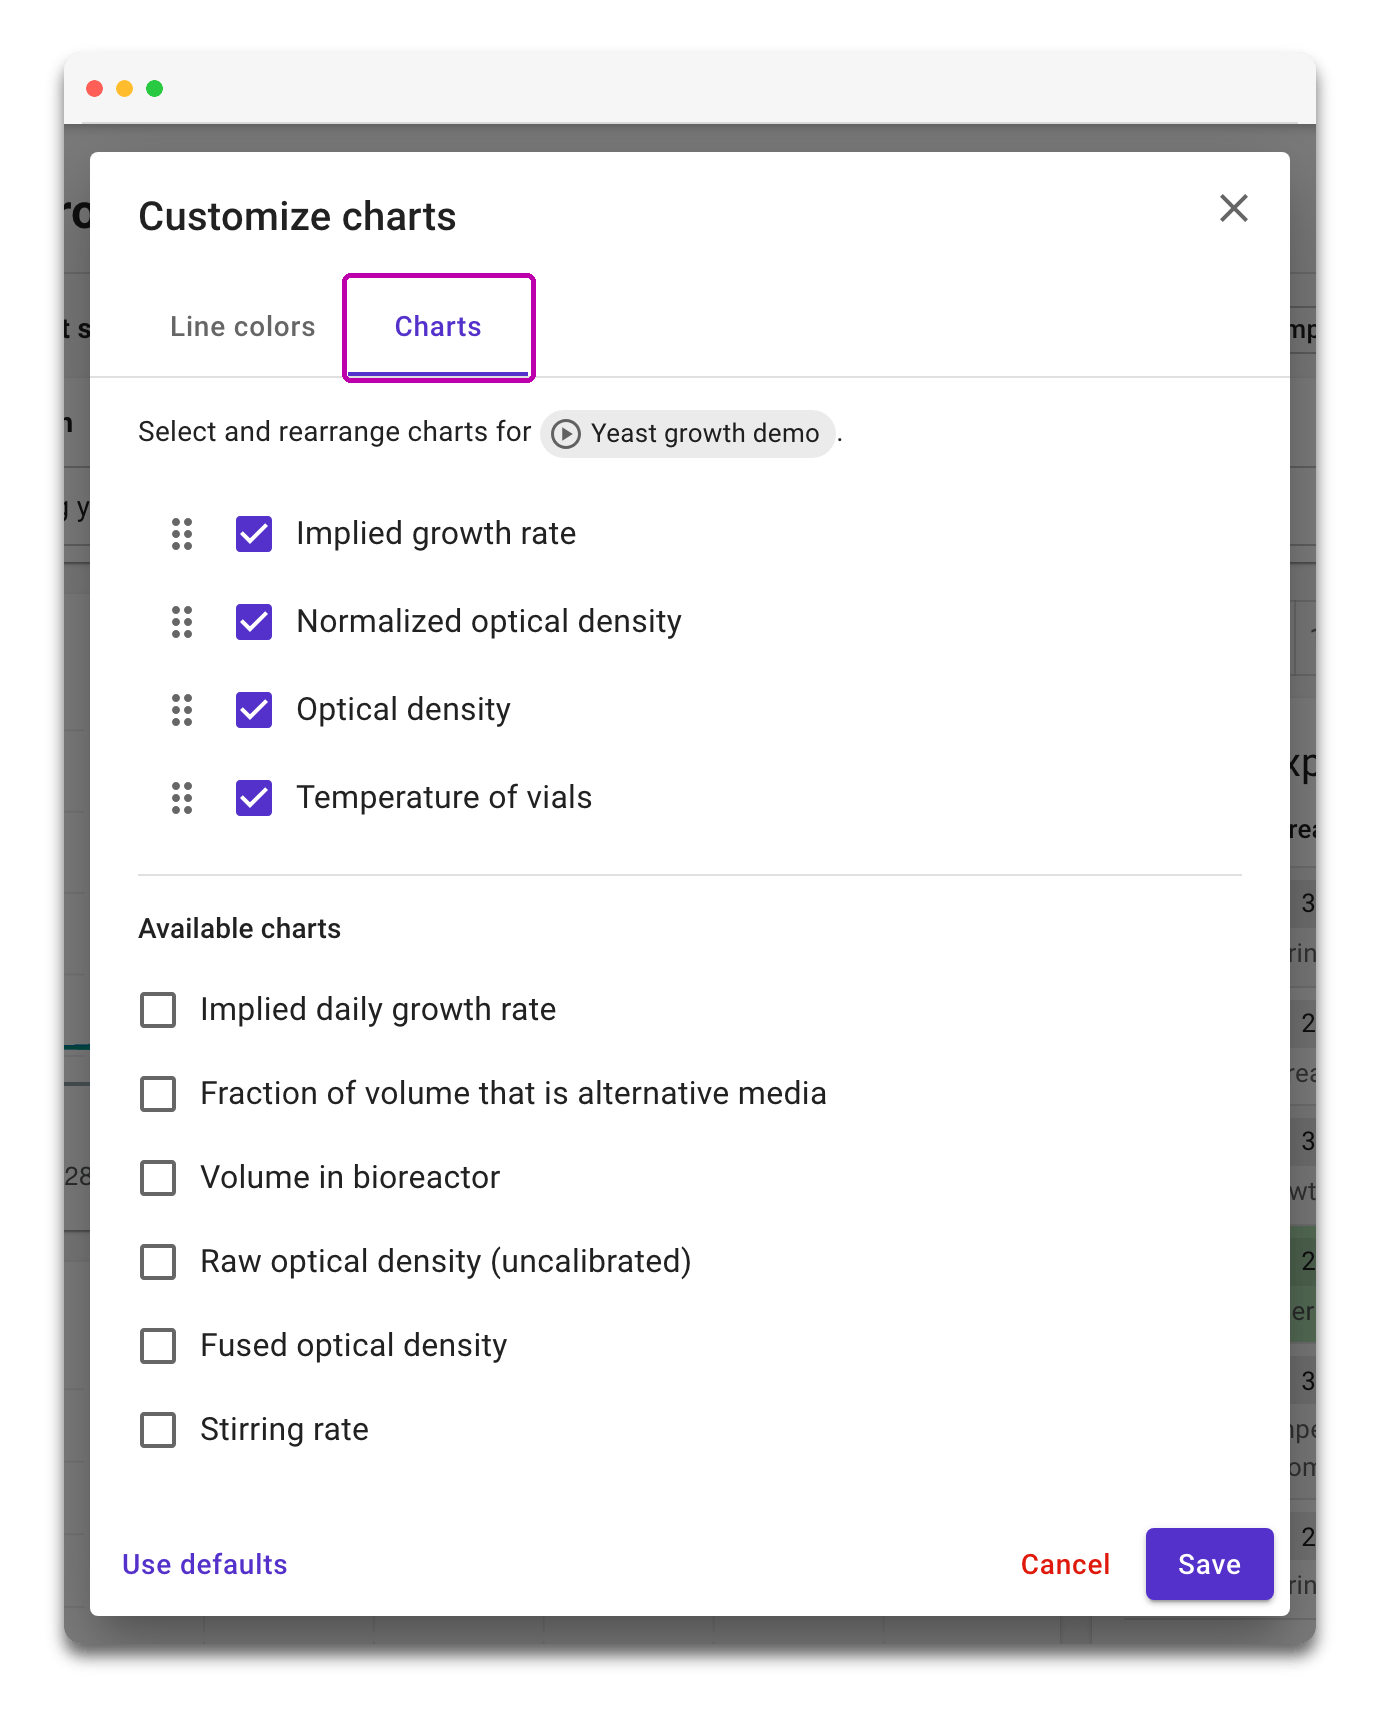 Customize charts
Line colors
Charts
Select and rearrange charts for Yeast growth demo.
Implied growth rate
Normalized optical density
Optical density
Temperature of vials
Available charts
Implied daily growth rate
Fraction of volume that is alternative media
Volume in bioreactor
Raw optical density (uncalibrated)
Fused optical density
Stirring rate
Use defaults
Cancel
Save
28